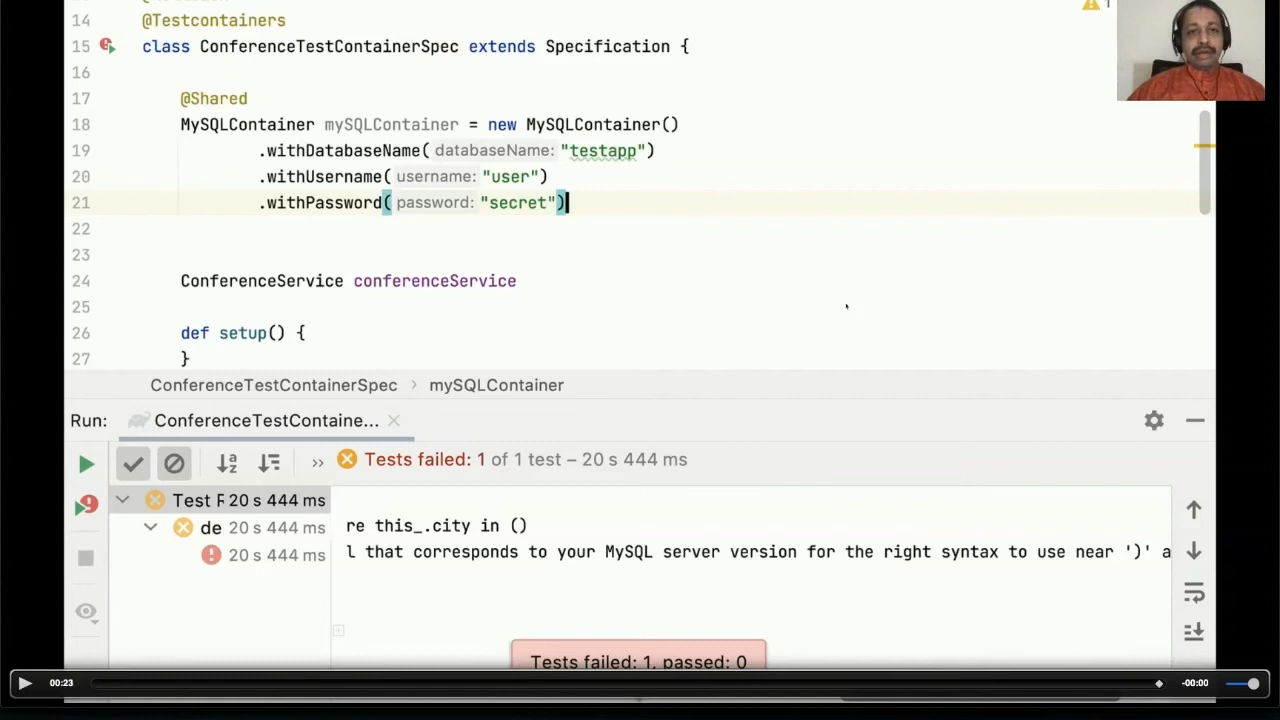 14 @Testcontainers
15 class ConferenceTestContainerSpec extends Specification {
16
17 @Shared
18 MySQLContainer mySQLContainer = new MySQLContainer()
19 .withDatabaseName( databaseName: "testapp")
20 .withUsername( username: "user")
21 .withPassword( password: "secret")
22
23
24 ConferenceService conferenceService
25
26 def setup() {
27 }
1
ConferenceTestContainerSpec › mySQLContainer
Run: ConferenceTestContaine...
Tests failed: 1 of 1 test – 20 s 444 ms
Test F 20 s 444 ms
de 20 s 444 ms
20 s 444 ms
re this_.city in ()
l that corresponds to your MySQL server version for the right syntax to use near ')' a
Tests failed: 1, passed: 0
00:23
-00:00